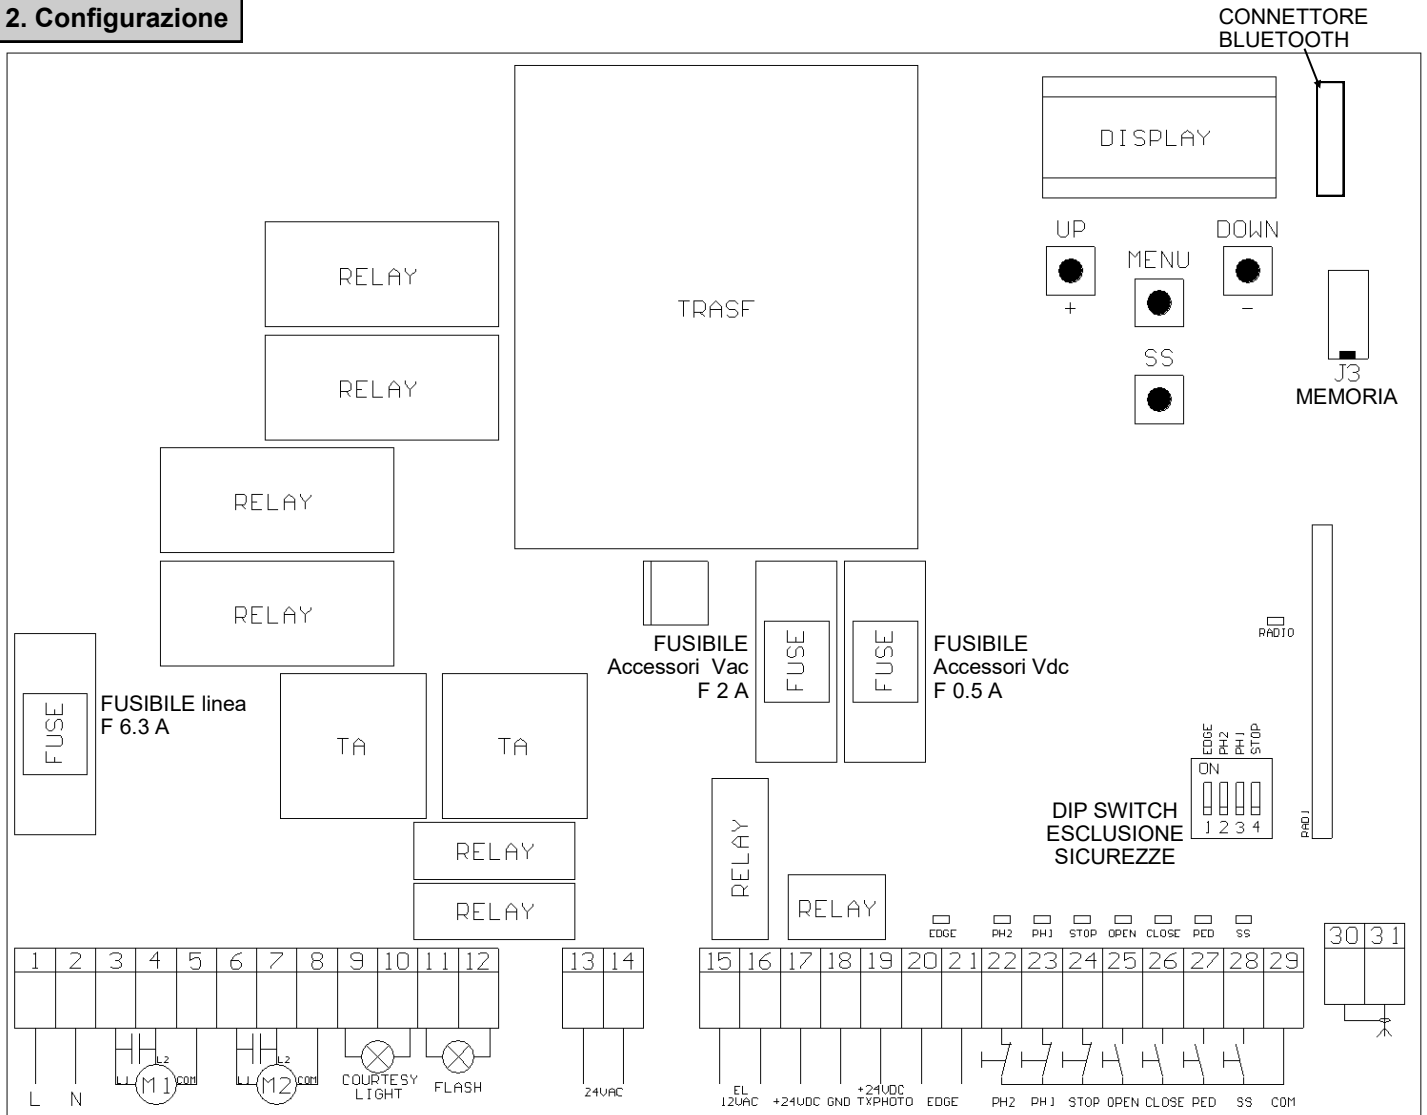 2. Configurazione
CONNETTORE
BLUETOOTH
DISPLAY
UP
DOWN
MENU
+
-
SS
J3
MEMORIA
TRASF
RELAY
RELAY
RELAY
RELAY
FUSE
FUSIBILE linea
F 6.3 A
TA
TA
FUSIBILE
Accessori Vac
F 2 A
FUSE
FUSE
FUSIBILE
Accessori Vdc
F 0.5 A
RADIO
EDGE
PH2
PH1
STOP
ON
1 2 3 4
DIP SWITCH
ESCLUSIONE
SICUREZZE
RAD1
RELAY
RELAY
RELAY
RELAY
EDGE PH2 PH1 STOP OPEN CLOSE PED SS
1 2 3 4 5 6 7 8 9 10 11 12
13 14
15 16 17 18 19 20 21 22 23 24 25 26 27 28 29
30 31
L N
L1 M1 L2 COM
L1 M2 L2 COM
COURTESY
LIGHT
FLASH
24VAC
EL
12VAC
+24VDC
GND
+24VDC
TXPHOTO
EDGE
PH2 PH1 STOP OPEN CLOSE PED SS COM